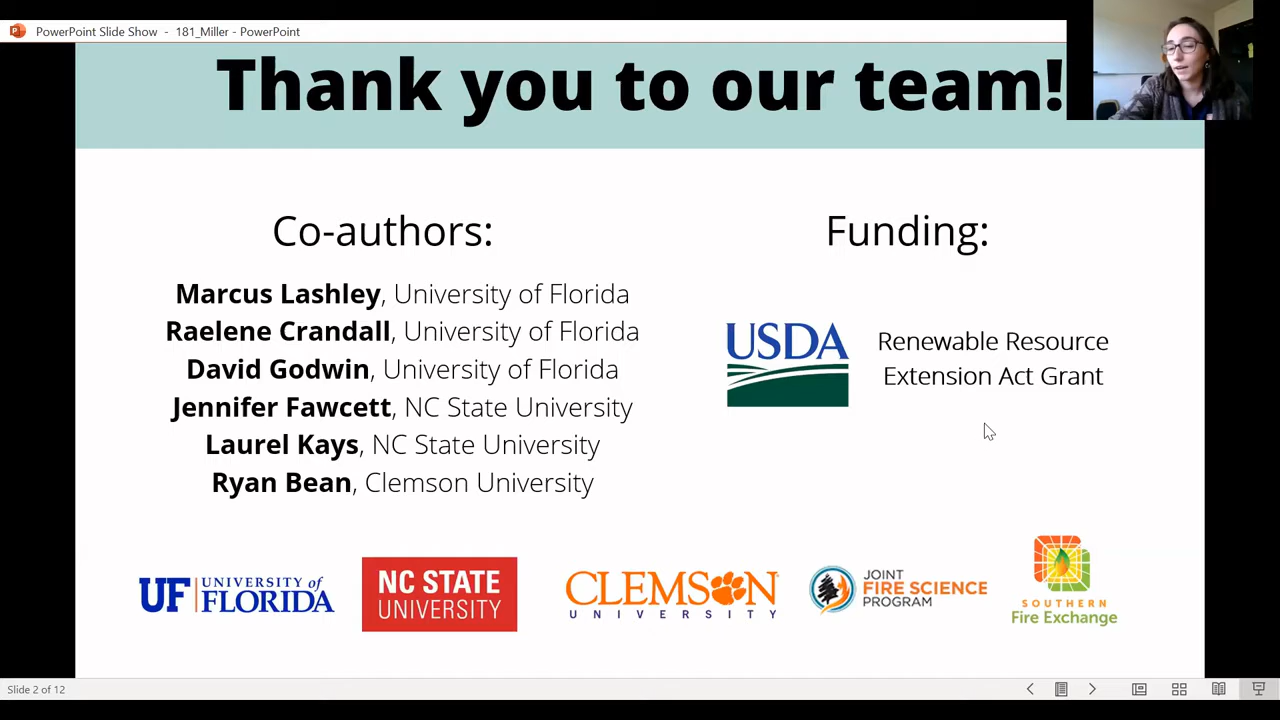 PowerPoint Slide Show - 181_Miller - PowerPoint
Thank you to our team!
Co-authors:
Marcus Lashley, University of Florida
Raelene Crandall, University of Florida
David Godwin, University of Florida
Jennifer Fawcett, NC State University
Laurel Kays, NC State University
Ryan Bean, Clemson University
Funding:
USDA
Renewable Resource
Extension Act Grant
UF UNIVERSITY of
FLORIDA
NC STATE
UNIVERSITY
CLEMSON
UNIVERSITY
JOINT
FIRE SCIENCE
PROGRAM
SOUTHERN
Fire Exchange
Slide 2 of 12